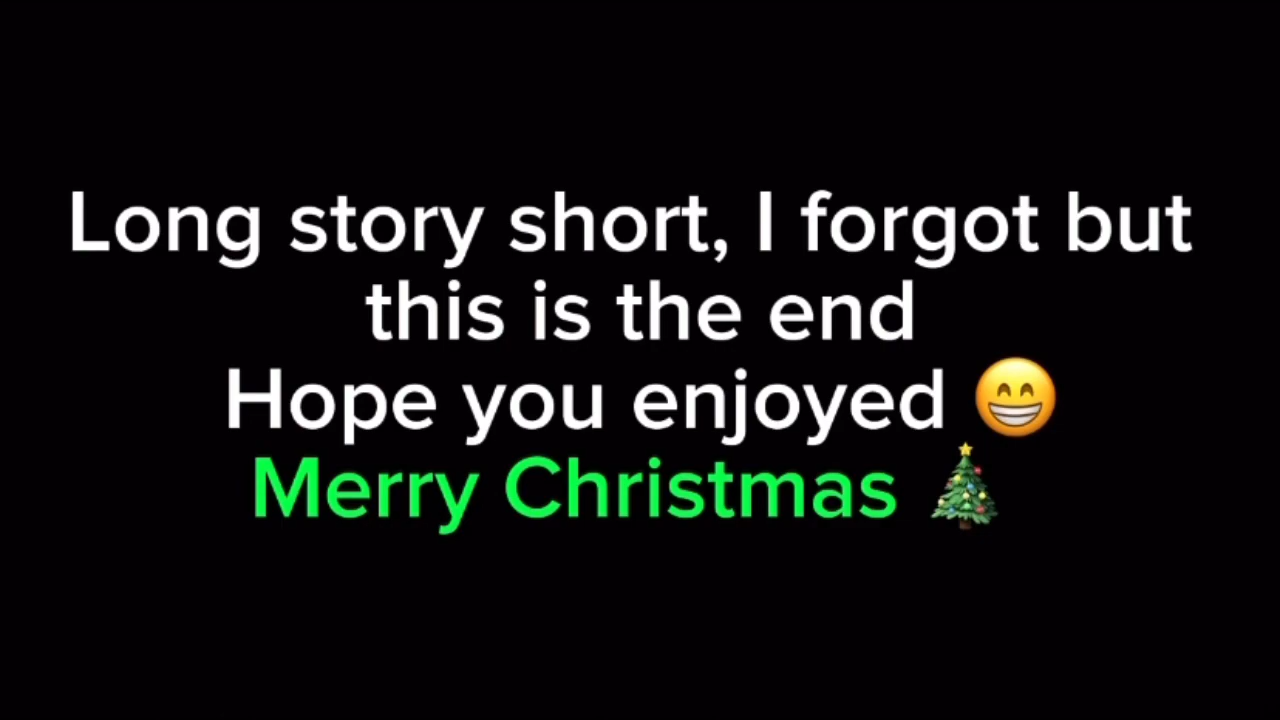 Long story short, I forgot but
this is the end
Hope you enjoyed 😁
Merry Christmas 🎄